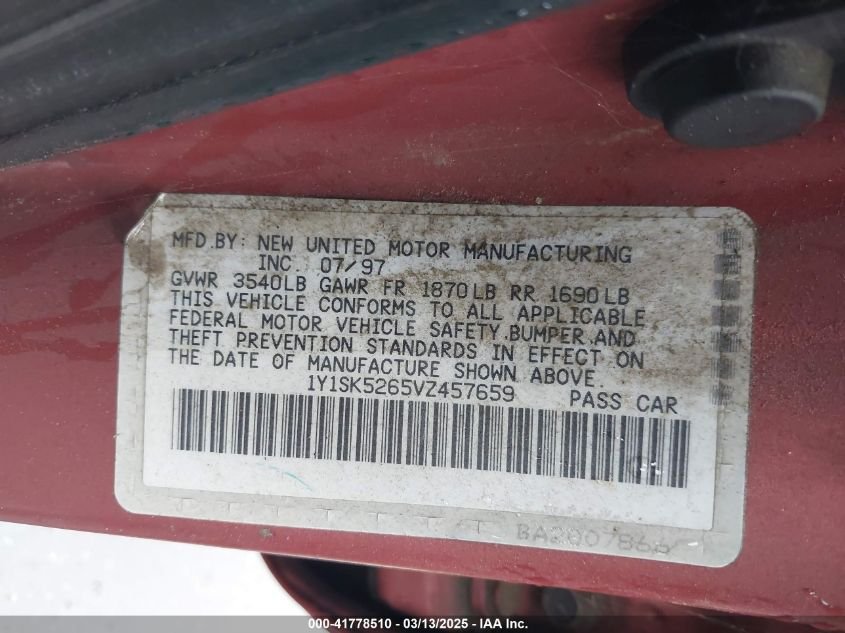 MFD.BY: NEW UNITED MOTOR MANUFACTURING
INC. 07/97
GVWR 3540LB GAWR FR 1870LB RR 1690LB
THIS VEHICLE CONFORMS TO ALL APPLICABLE
FEDERAL MOTOR VEHICLE SAFETY,BUMPER,AND
THEFT PREVENTION STANDARDS IN EFFECT ON
THE DATE OF MANUFACTURE SHOWN ABOVE.
1Y1SK5265VZ457659 PASS CAR
000-41778510 - 03/13/2025 - IAA Inc.